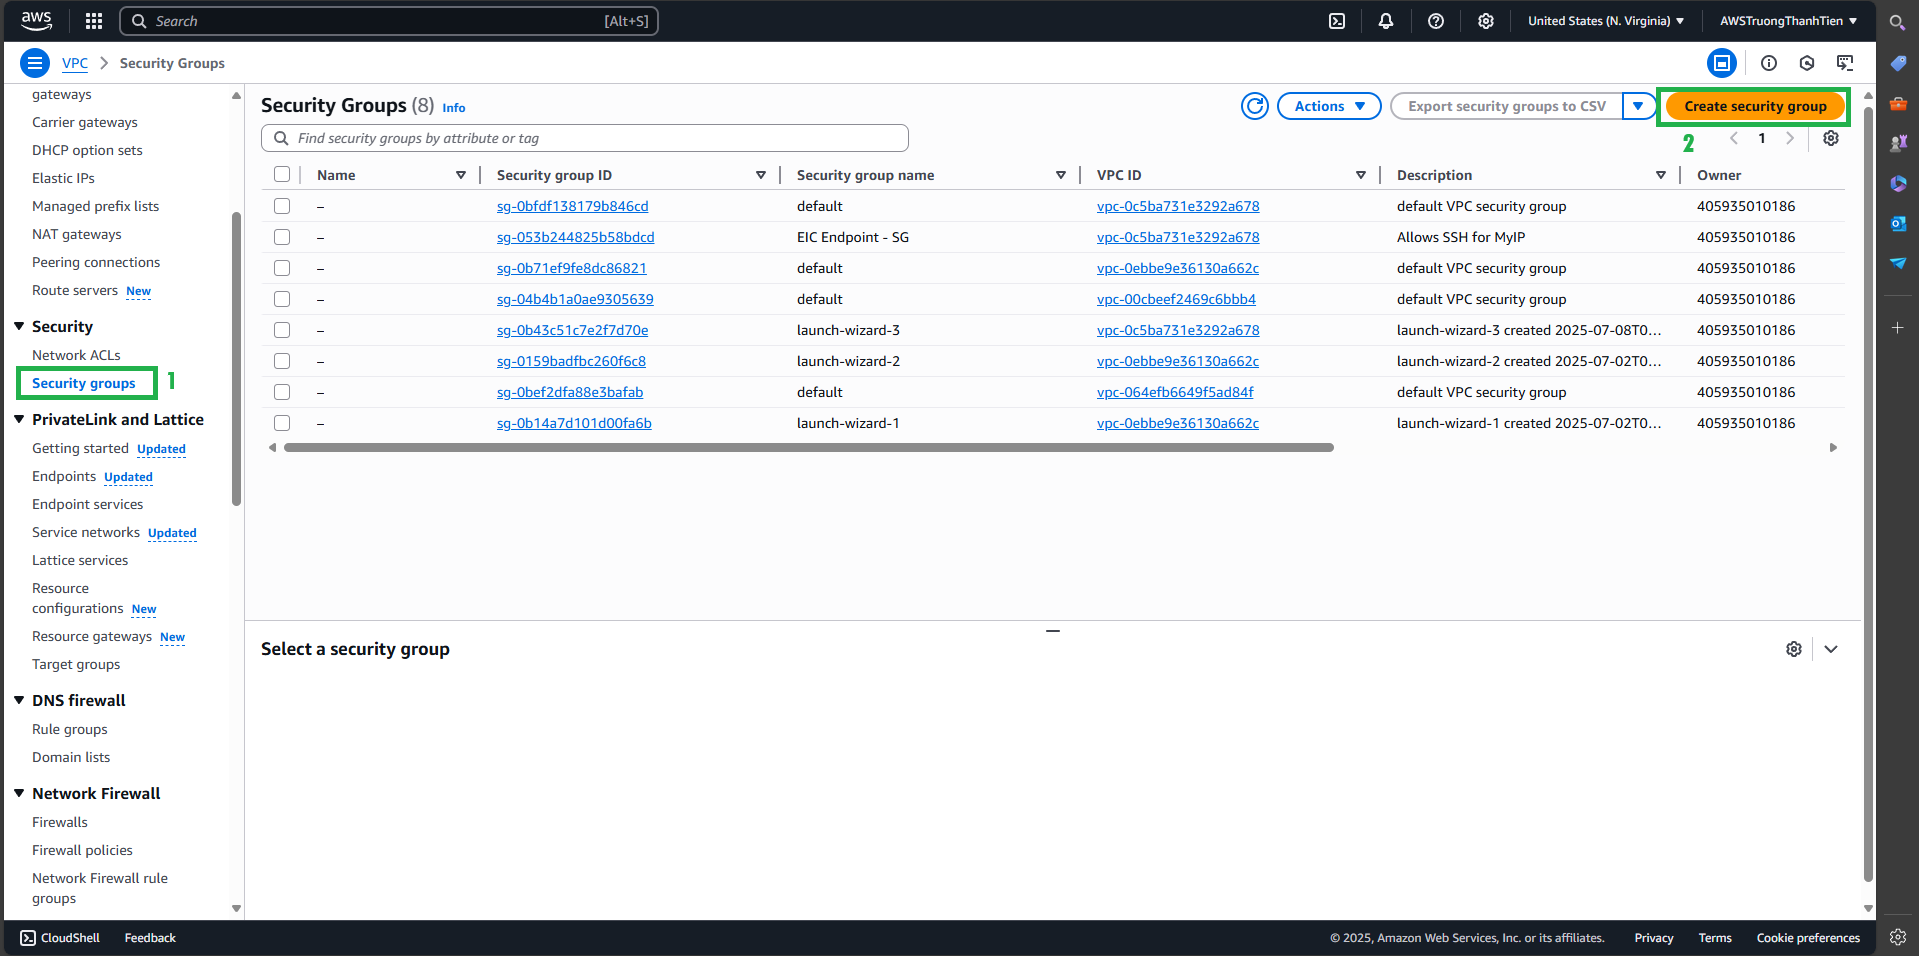 aws
Search [Alt+S]
United States (N. Virginia)
AWSTruongThanhTien
VPC > Security Groups
gateways
Carrier gateways
DHCP option sets
Elastic IPs
Managed prefix lists
NAT gateways
Peering connections
Route servers New
Security
Network ACLs
Security groups 1
PrivateLink and Lattice
Getting started Updated
Endpoints Updated
Endpoint services
Service networks Updated
Lattice services
Resource
configurations New
Resource gateways New
Target groups
DNS firewall
Rule groups
Domain lists
Network Firewall
Firewalls
Firewall policies
Network Firewall rule
groups
Security Groups (8) Info
Actions
Export security groups to CSV
Create security group
Find security groups by attribute or tag
2
1
Name Security group ID Security group name VPC ID Description Owner
– sg-0bfdf138179b846cd default vpc-0c5ba731e3292a678 default VPC security group 405935010186
– sg-053b244825b58bdcd EIC Endpoint - SG vpc-0c5ba731e3292a678 Allows SSH for MyIP 405935010186
– sg-0b71ef9fe8dc86821 default vpc-0ebbe9e36130a662c default VPC security group 405935010186
– sg-04b4b1a0ae9305639 default vpc-00cbeef2469c6bbb4 default VPC security group 405935010186
– sg-0b43c51c7e2f7d70e launch-wizard-3 vpc-0c5ba731e3292a678 launch-wizard-3 created 2025-07-08T0... 405935010186
– sg-0159badfbc260f6c8 launch-wizard-2 vpc-0ebbe9e36130a662c launch-wizard-2 created 2025-07-02T0... 405935010186
– sg-0bef2dfa88e3bafab default vpc-064efb6649f5ad84f default VPC security group 405935010186
– sg-0b14a7d101d00fa6b launch-wizard-1 vpc-0ebbe9e36130a662c launch-wizard-1 created 2025-07-02T0... 405935010186
Select a security group
CloudShell Feedback
© 2025, Amazon Web Services, Inc. or its affiliates. Privacy Terms Cookie preferences